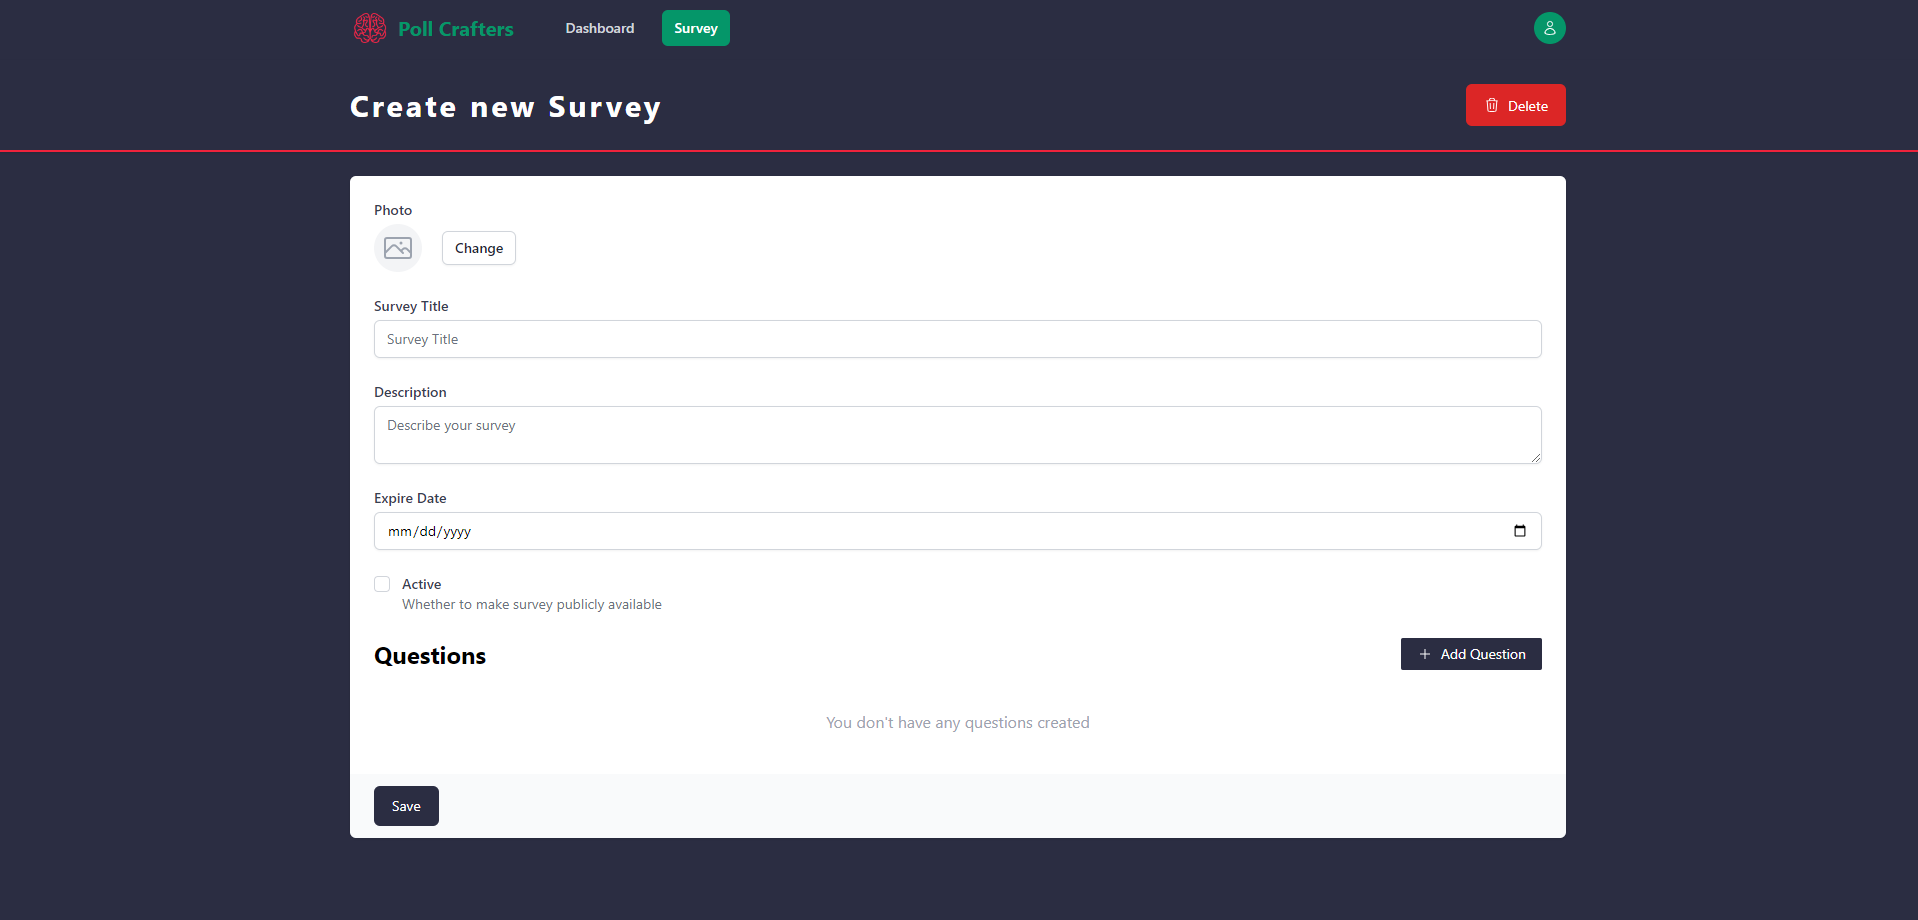 Poll Crafters
Dashboard
Survey
Create new Survey
Delete
Photo
Change
Survey Title
Survey Title
Description
Describe your survey
Expire Date
mm/dd/yyyy
Active
Whether to make survey publicly available
Questions
Add Question
You don't have any questions created
Save